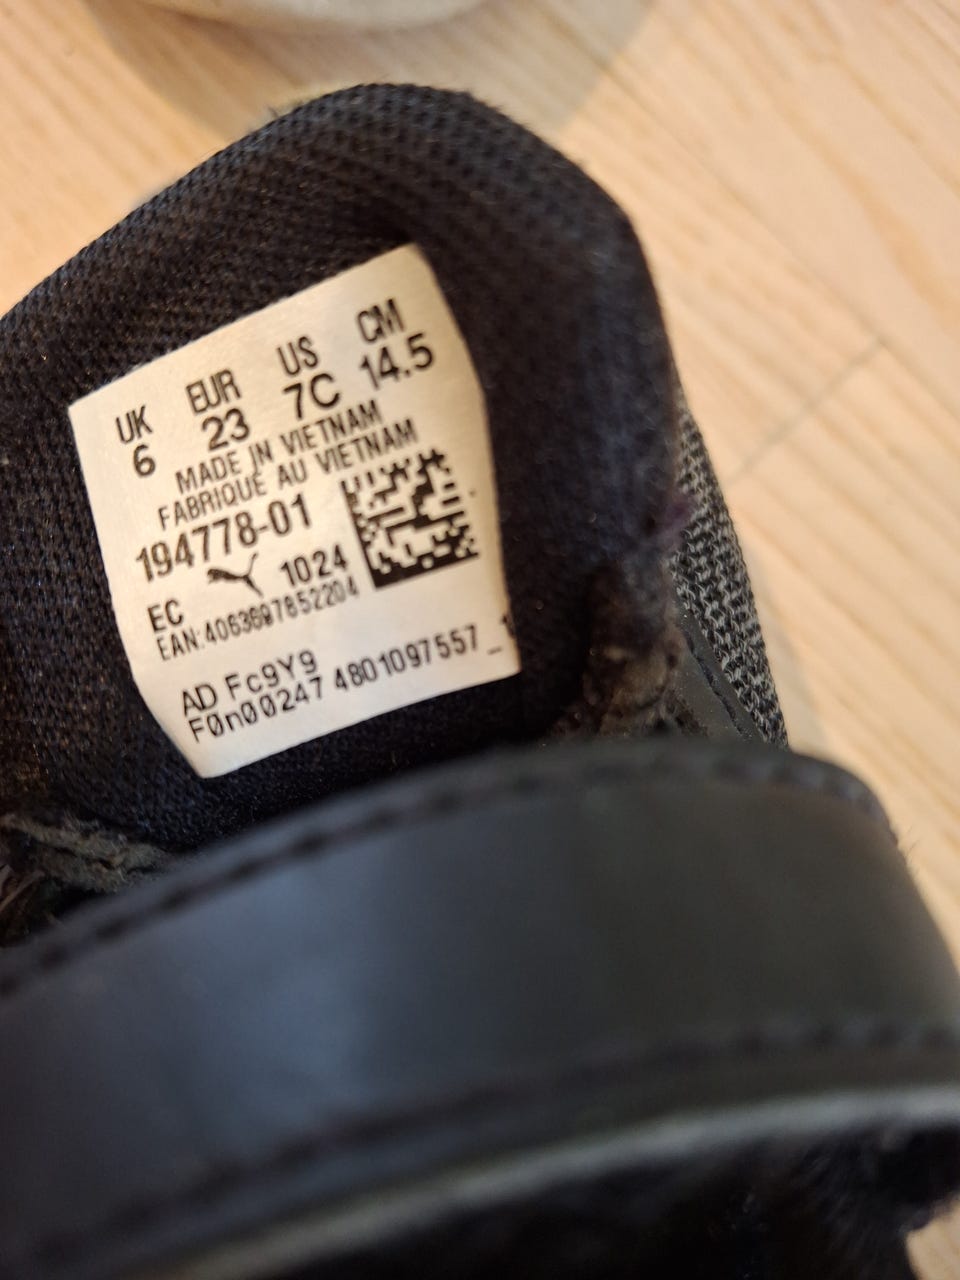 UK EUR US CM
6 23 7C 14.5
MADE IN VIETNAM
FABRIQUE AU VIETNAM
194778-01
EC 1024
EAN:4063697852204
AD Fc9Y9
F0n00247 4801097557_